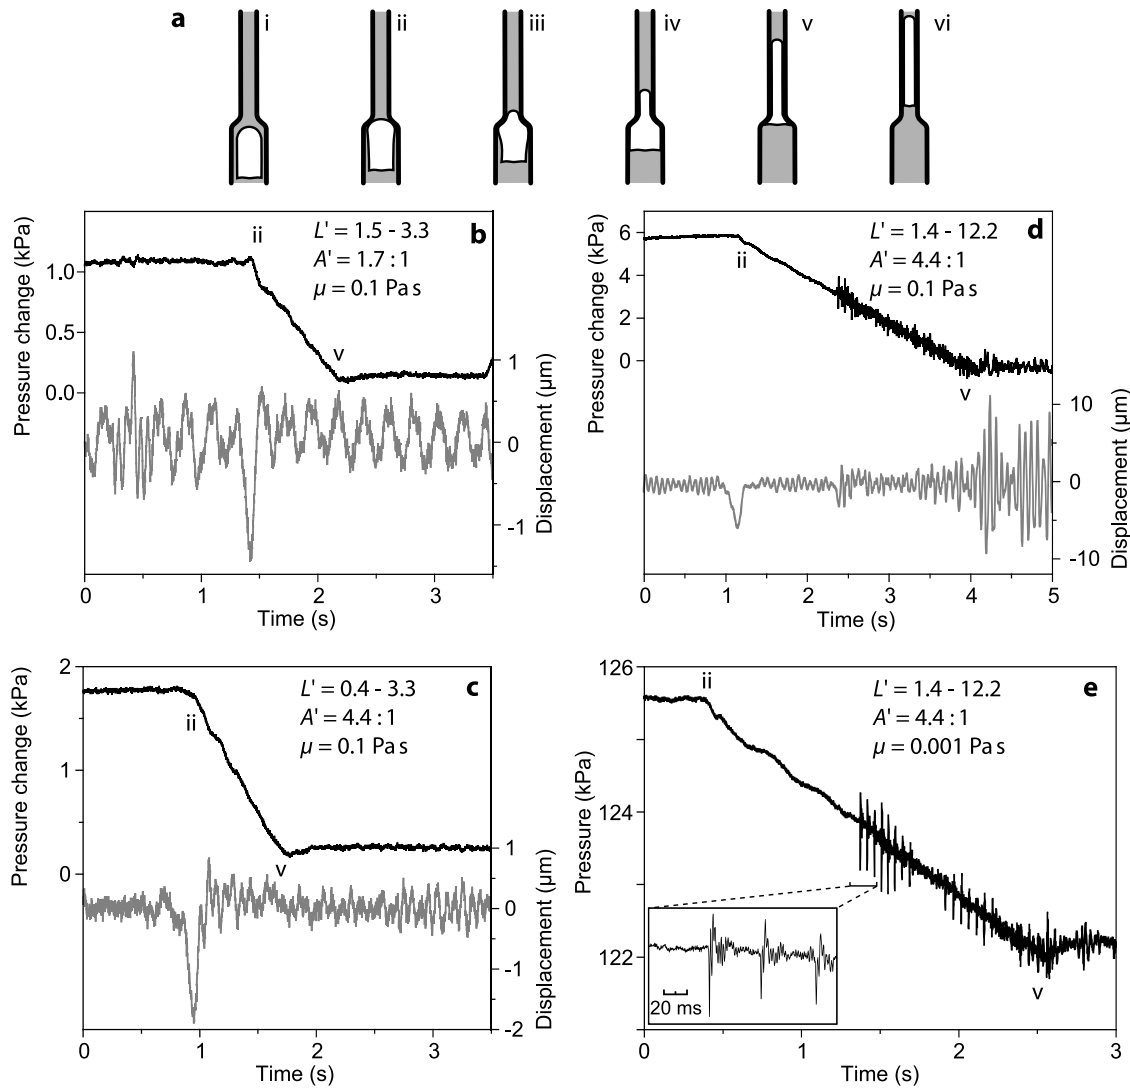 a i ii iii iv v vi
b
ii
L' = 1.5 - 3.3
A' = 1.7 : 1
μ = 0.1 Pa s
v
Pressure change (kPa)
1.0
0.5
0.0
Displacement (μm)
1
0
-1
0 1 2 3
Time (s)
d
ii
L' = 1.4 - 12.2
A' = 4.4 : 1
μ = 0.1 Pa s
v
Pressure change (kPa)
6
4
2
0
Displacement (μm)
10
0
-10
0 1 2 3 4 5
Time (s)
c
ii
L' = 0.4 - 3.3
A' = 4.4 : 1
μ = 0.1 Pa s
v
Pressure change (kPa)
2
1
0
Displacement (μm)
1
0
-1
-2
0 1 2 3
Time (s)
e
ii
L' = 1.4 - 12.2
A' = 4.4 : 1
μ = 0.001 Pa s
v
Pressure (kPa)
126
124
122
20 ms
0 1 2 3
Time (s)